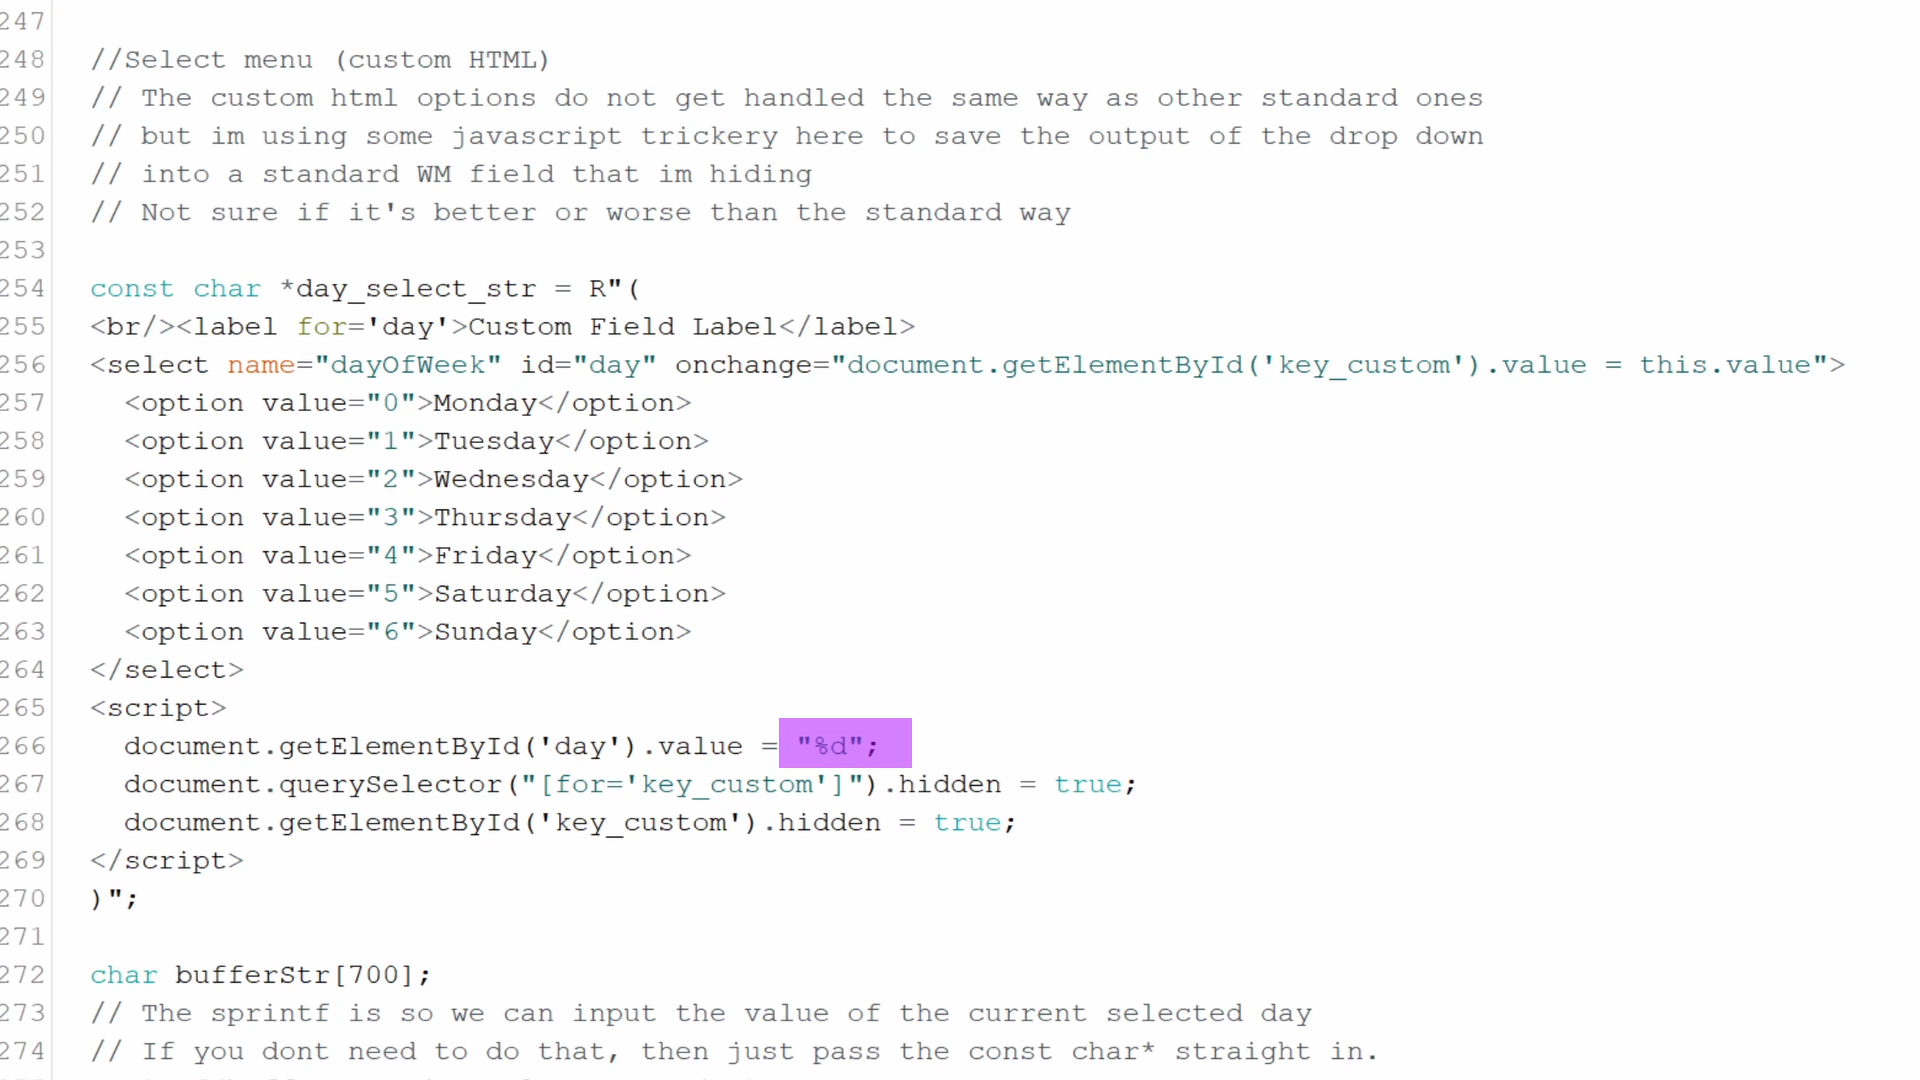 247
248 //Select menu (custom HTML)
249 // The custom html options do not get handled the same way as other standard ones
250 // but im using some javascript trickery here to save the output of the drop down
251 // into a standard WM field that im hiding
252 // Not sure if it's better or worse than the standard way
253
254 const char *day_select_str = R"(
255 <br/><label for='day'>Custom Field Label</label>
256 <select name="dayOfWeek" id="day" onchange="document.getElementById('key_custom').value = this.value">
257   <option value="0">Monday</option>
258   <option value="1">Tuesday</option>
259   <option value="2">Wednesday</option>
260   <option value="3">Thursday</option>
261   <option value="4">Friday</option>
262   <option value="5">Saturday</option>
263   <option value="6">Sunday</option>
264 </select>
265 <script>
266   document.getElementById('day').value = "%d";
267   document.querySelector("[for='key_custom']").hidden = true;
268   document.getElementById('key_custom').hidden = true;
269 </script>
270 )";
271
272 char bufferStr[700];
273 // The sprintf is so we can input the value of the current selected day
274 // If you dont need to do that, then just pass the const char* straight in.